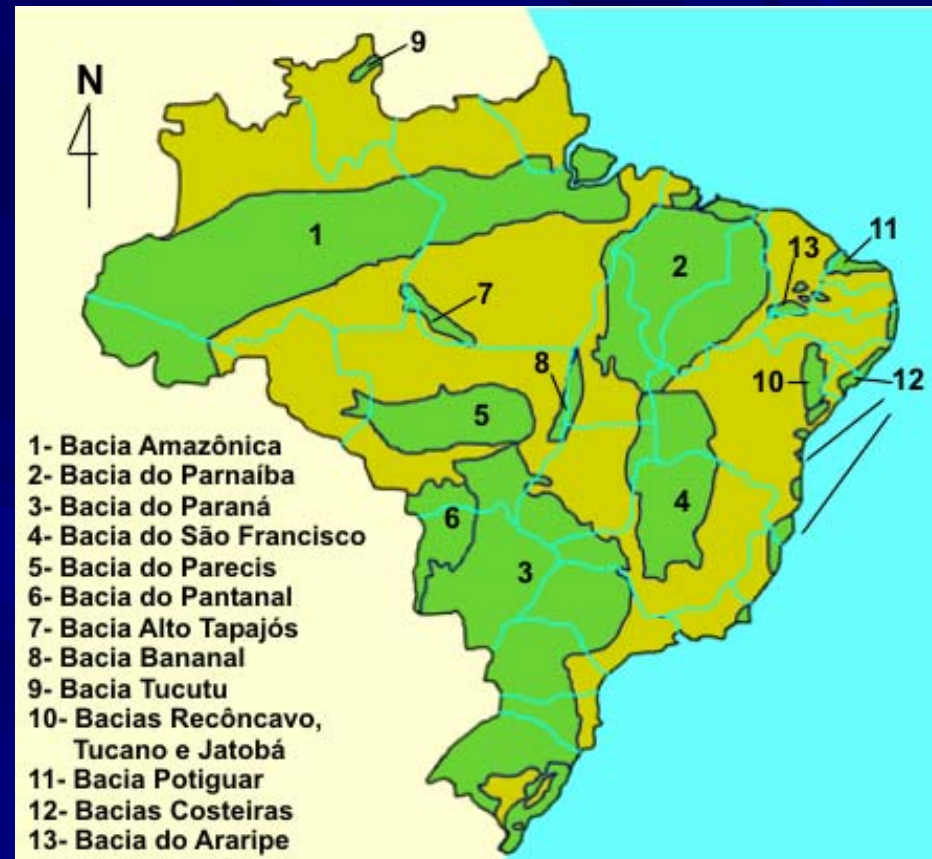 9
N
1
2
13
11
7
8
10
12
5
4
6
3
1- Bacia Amazônica
2- Bacia do Parnaíba
3- Bacia do Paraná
4- Bacia do São Francisco
5- Bacia do Parecis
6- Bacia do Pantanal
7- Bacia Alto Tapajós
8- Bacia Bananal
9- Bacia Tucutu
10- Bacias Recôncavo,
Tucano e Jatobá
11- Bacia Potiguar
12- Bacias Costeiras
13- Bacia do Araripe